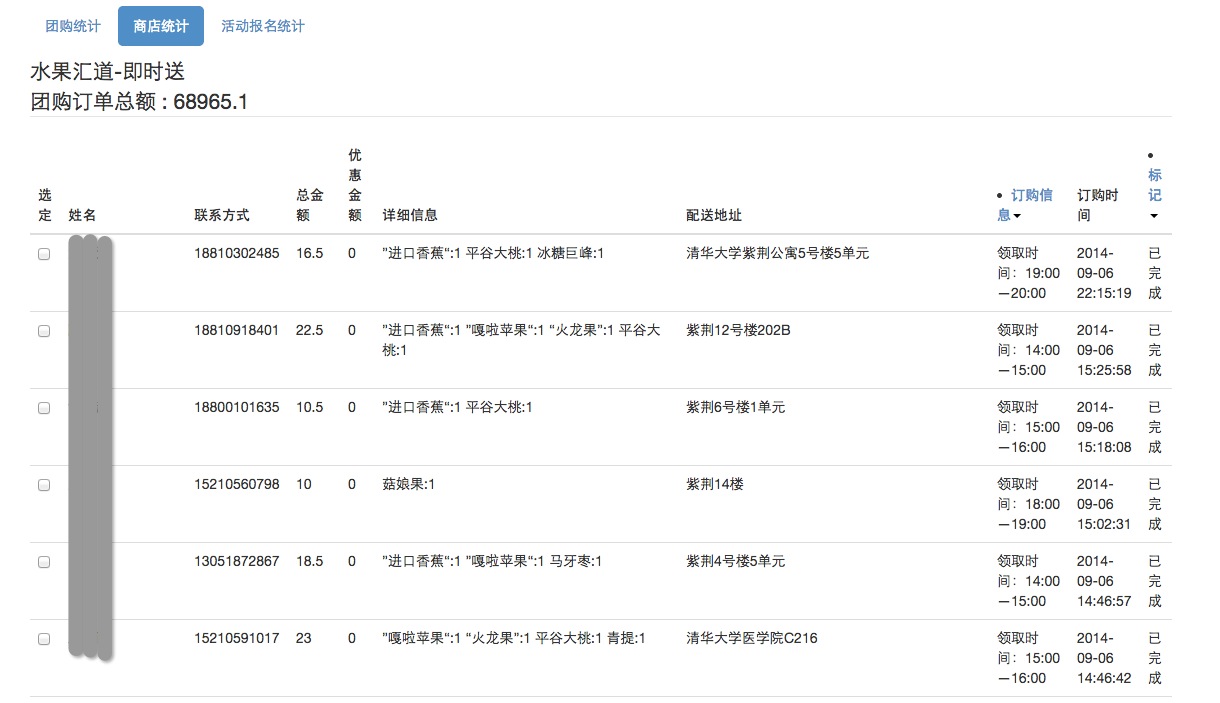 团购统计 商店统计 活动报名统计
水果汇道-即时送
团购订单总额 : 68965.1
选定 姓名 联系方式 总金额 优惠金额 详细信息 配送地址 • 订购信息 订购时间 • 标记
18810302485 16.5 0 ”进口香蕉“:1 平谷大桃:1 冰糖巨峰:1 清华大学紫荆公寓5号楼5单元 领取时间：19:00—20:00 2014-09-06 22:15:19 已完成
18810918401 22.5 0 ”进口香蕉“:1 ”嘎啦苹果“:1 “火龙果”:1 平谷大桃:1 紫荆12号楼202B 领取时间：14:00—15:00 2014-09-06 15:25:58 已完成
18800101635 10.5 0 ”进口香蕉“:1 平谷大桃:1 紫荆6号楼1单元 领取时间：15:00—16:00 2014-09-06 15:18:08 已完成
15210560798 10 0 菇娘果:1 紫荆14楼 领取时间：18:00—19:00 2014-09-06 15:02:31 已完成
13051872867 18.5 0 ”进口香蕉“:1 ”嘎啦苹果“:1 马牙枣:1 紫荆4号楼5单元 领取时间：14:00—15:00 2014-09-06 14:46:57 已完成
15210591017 23 0 ”嘎啦苹果“:1 “火龙果”:1 平谷大桃:1 青提:1 清华大学医学院C216 领取时间：15:00—16:00 2014-09-06 14:46:42 已完成